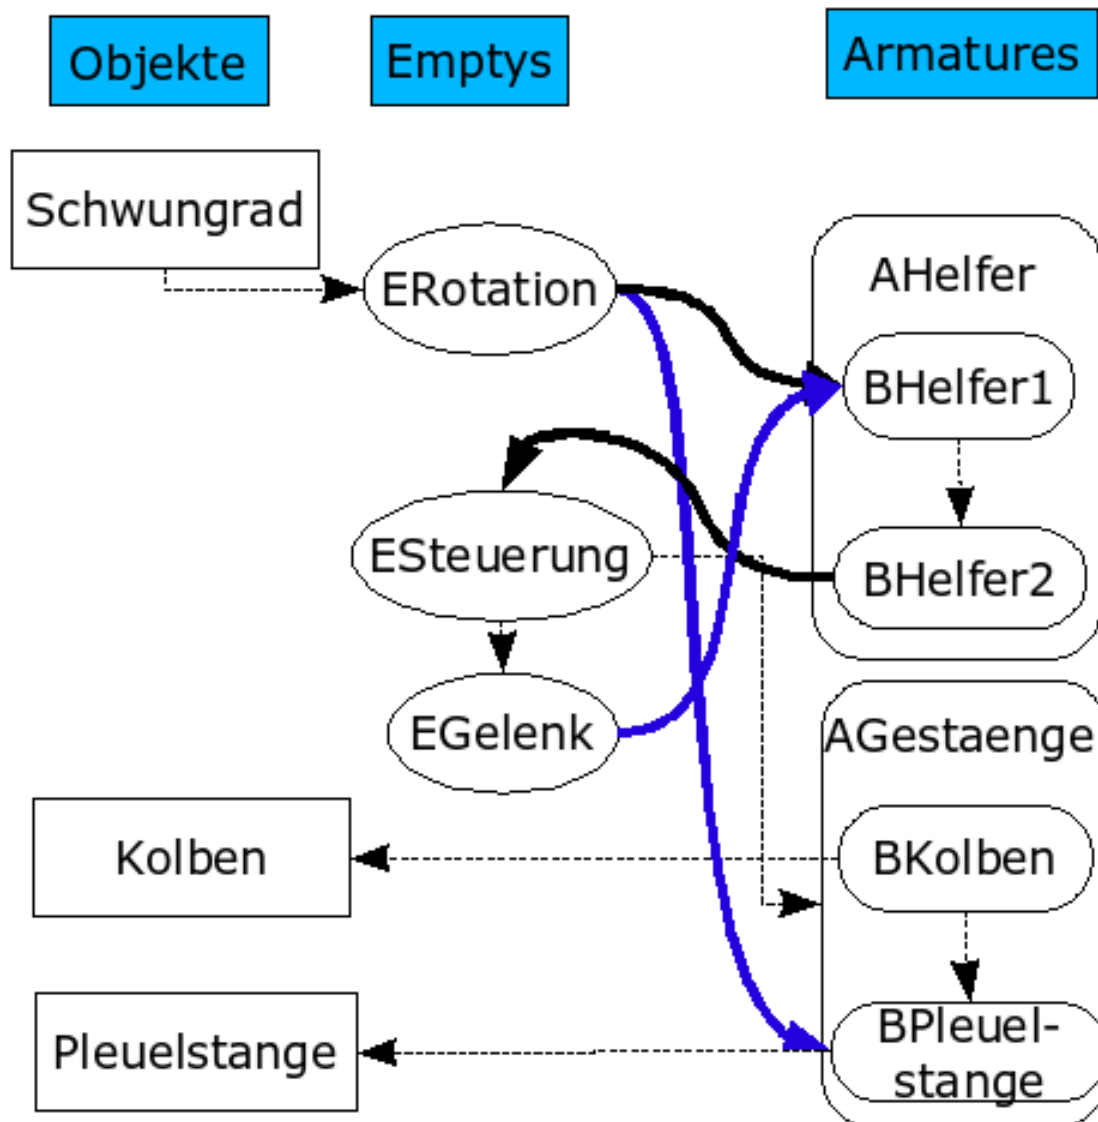 Objekte
Emptys
Armatures
Schwungrad
ERotation
AHelfer
BHelfer1
ESteuerung
BHelfer2
EGelenk
AGestaenge
Kolben
BKolben
Pleuelstange
BPleuel-
stange